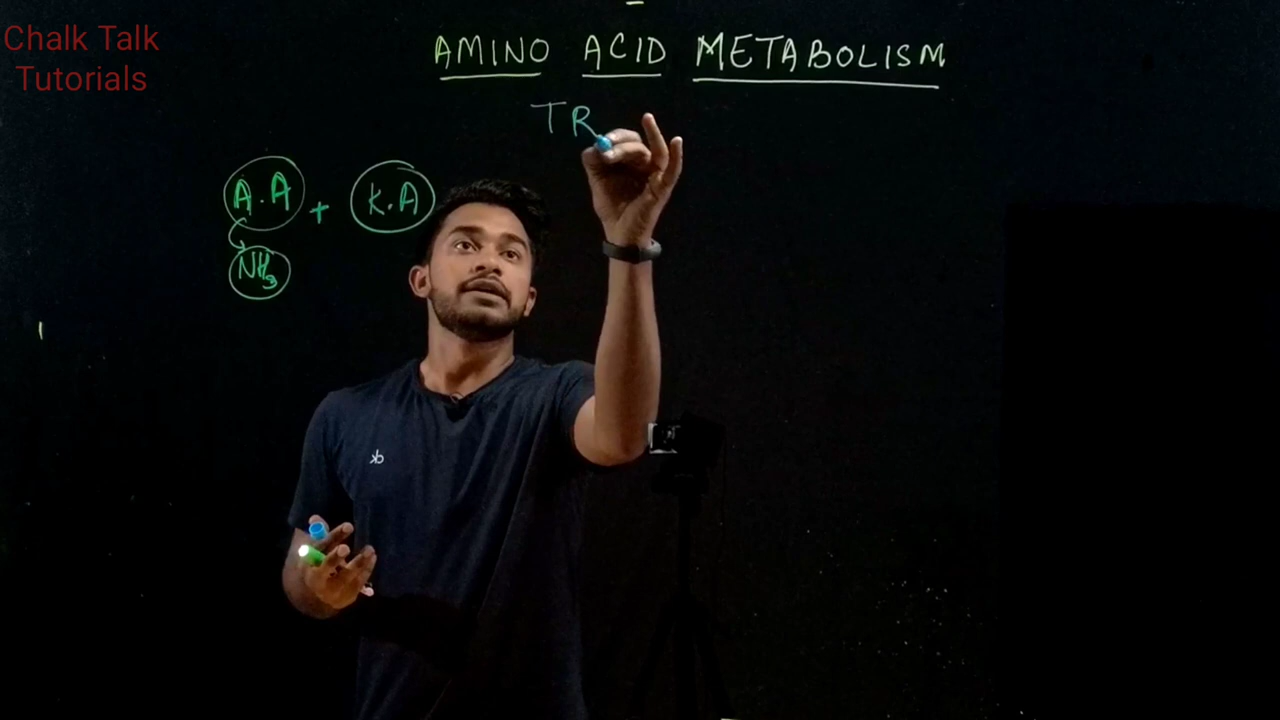 Chalk Talk
Tutorials
AMINO ACID METABOLISM
TR
A.A + K.A
NH3